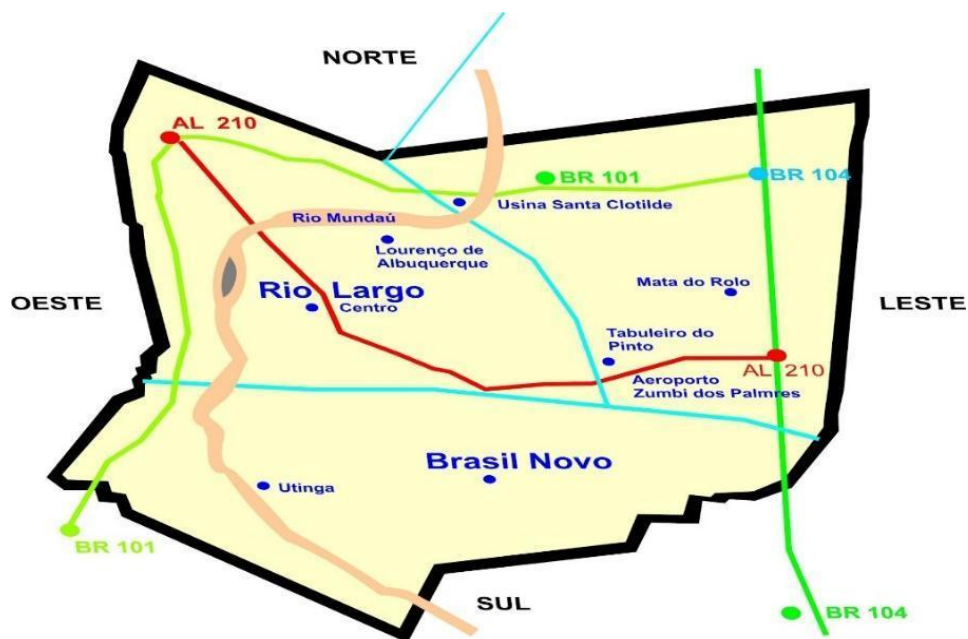 NORTE
AL 210
BR 101
BR 104
Usina Santa Clotilde
Rio Mundaú
Lourenço de
Albuquerque
OESTE
Rio Largo
Centro
Mata do Rolo
LESTE
Tabuleiro do
Pinto
AL 210
Aeroporto
Zumbi dos Palmres
Brasil Novo
Utinga
BR 101
SUL
BR 104